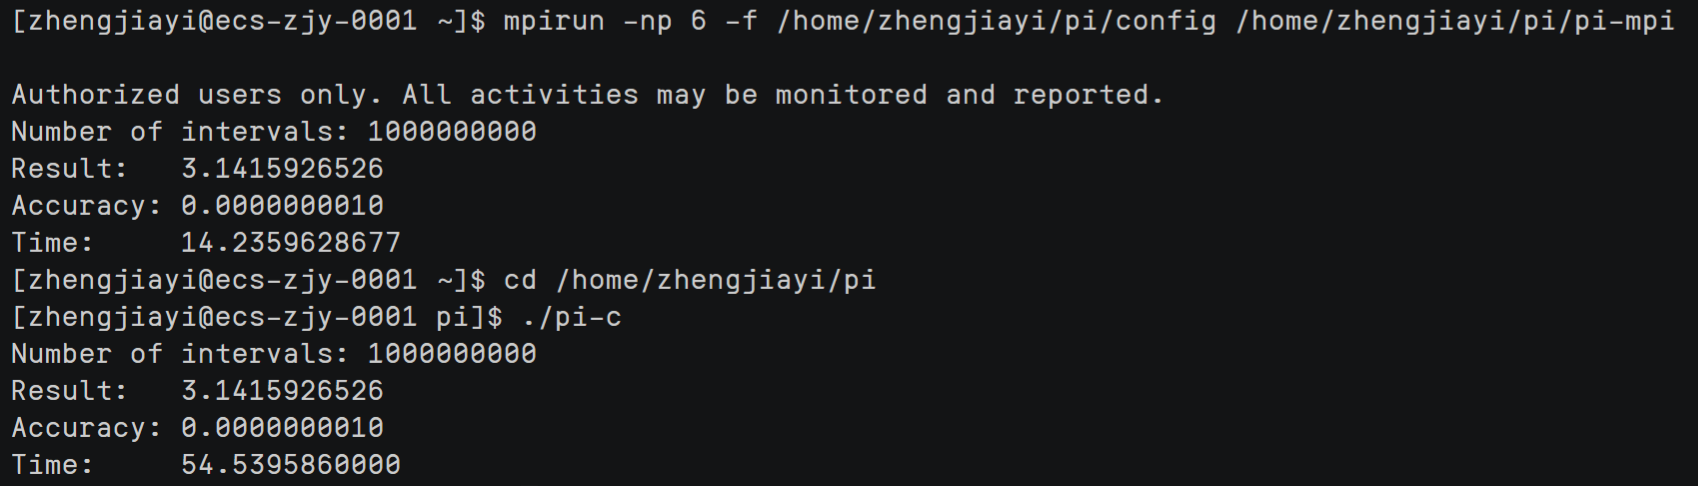 [zhengjiayi@ecs-zjy-0001 ~]$ mpirun -np 6 -f /home/zhengjiayi/pi/config /home/zhengjiayi/pi/pi-mpi
Authorized users only. All activities may be monitored and reported.
Number of intervals: 1000000000
Result:   3.1415926526
Accuracy: 0.0000000010
Time:     14.2359628677
[zhengjiayi@ecs-zjy-0001 ~]$ cd /home/zhengjiayi/pi
[zhengjiayi@ecs-zjy-0001 pi]$ ./pi-c
Number of intervals: 1000000000
Result:   3.1415926526
Accuracy: 0.0000000010
Time:     54.5395860000